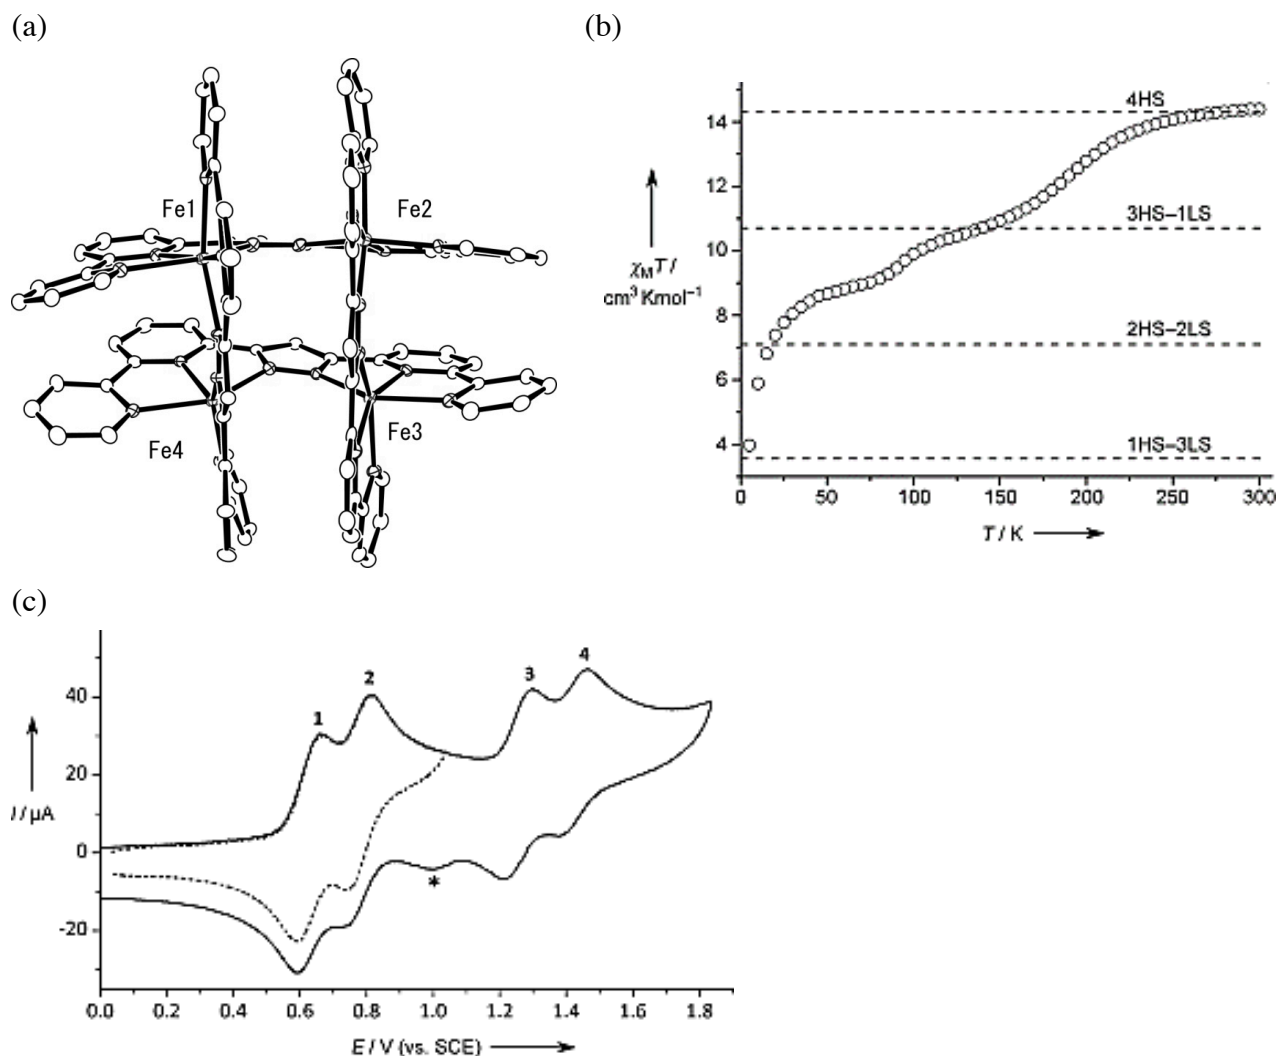 (a)
(b)
Fe1
Fe2
Fe4
Fe3
14
12
10
8
6
4
χMT /
cm³ Kmol⁻¹
4HS
3HS–1LS
2HS–2LS
1HS–3LS
0 50 100 150 200 250 300
T / K
(c)
40
20
0
-20
I / μA
1
2
3
4
*
0.0 0.2 0.4 0.6 0.8 1.0 1.2 1.4 1.6 1.8
E / V (vs. SCE)